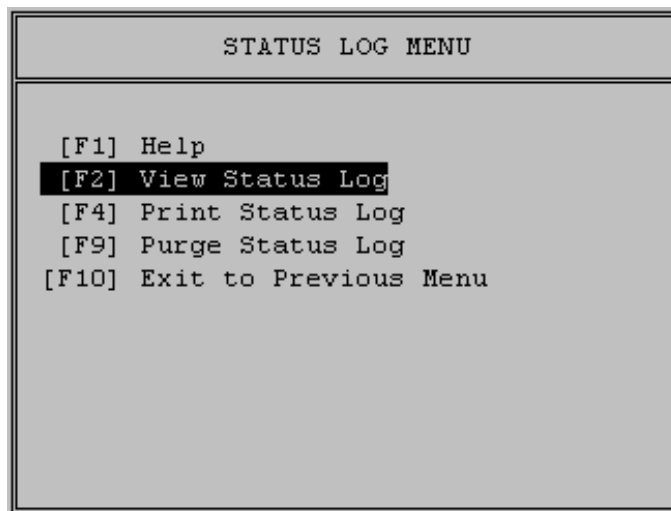 STATUS LOG MENU
[F1] Help
[F2] View Status Log
[F4] Print Status Log
[F9] Purge Status Log
[F10] Exit to Previous Menu